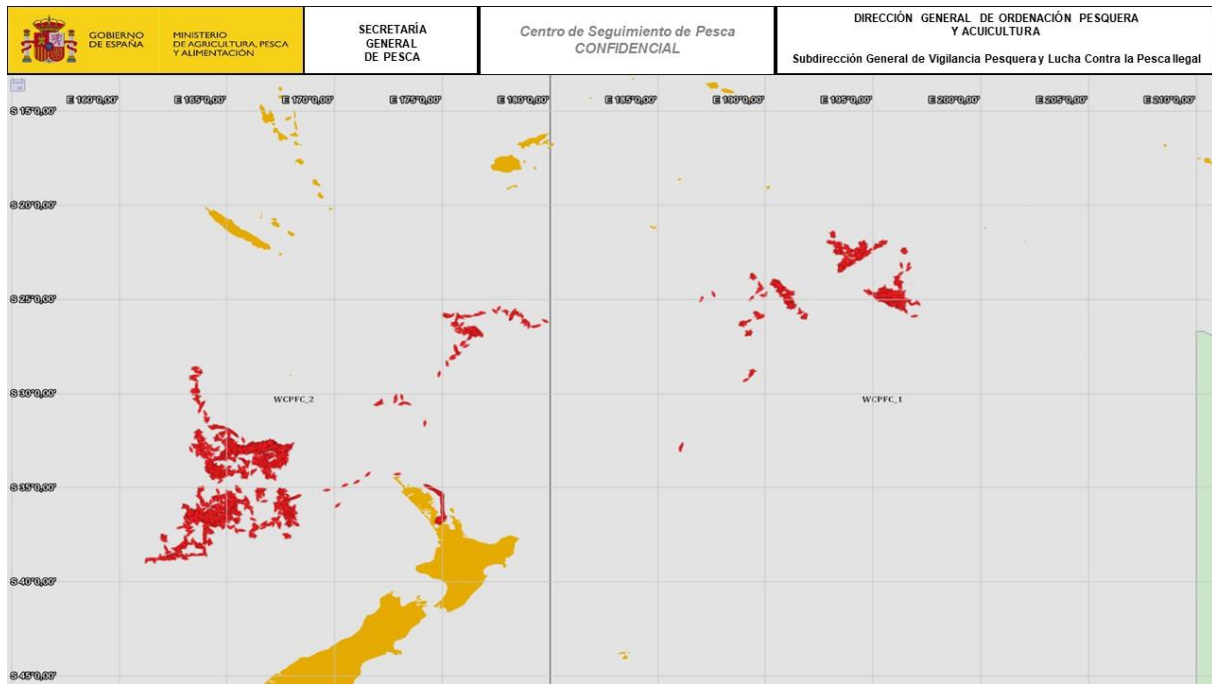 GOBIERNO
DE ESPAÑA
MINISTERIO
DE AGRICULTURA, PESCA
Y ALIMENTACIÓN
SECRETARÍA
GENERAL
DE PESCA
Centro de Seguimiento de Pesca
CONFIDENCIAL
DIRECCIÓN GENERAL DE ORDENACIÓN PESQUERA
Y ACUICULTURA
Subdirección General de Vigilancia Pesquera y Lucha Contra la Pesca Ilegal
E 160°0,00' E 165°0,00' E 170°0,00' E 175°0,00' E 180°0,00' E 185°0,00' E 190°0,00' E 195°0,00' E 200°0,00' E 205°0,00' E 210°0,00'
S 15°0,00'
S 20°0,00'
S 25°0,00'
S 30°0,00'
WCPFC_2 WCPFC_1
S 35°0,00'
S 40°0,00'
S 45°0,00'